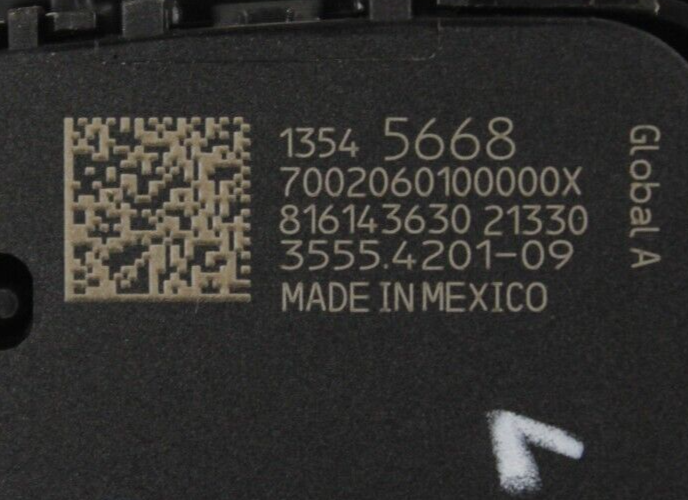 1354 5668
7002060100000X
816143630 21330
3555.4201-09
MADE IN MEXICO
Global A